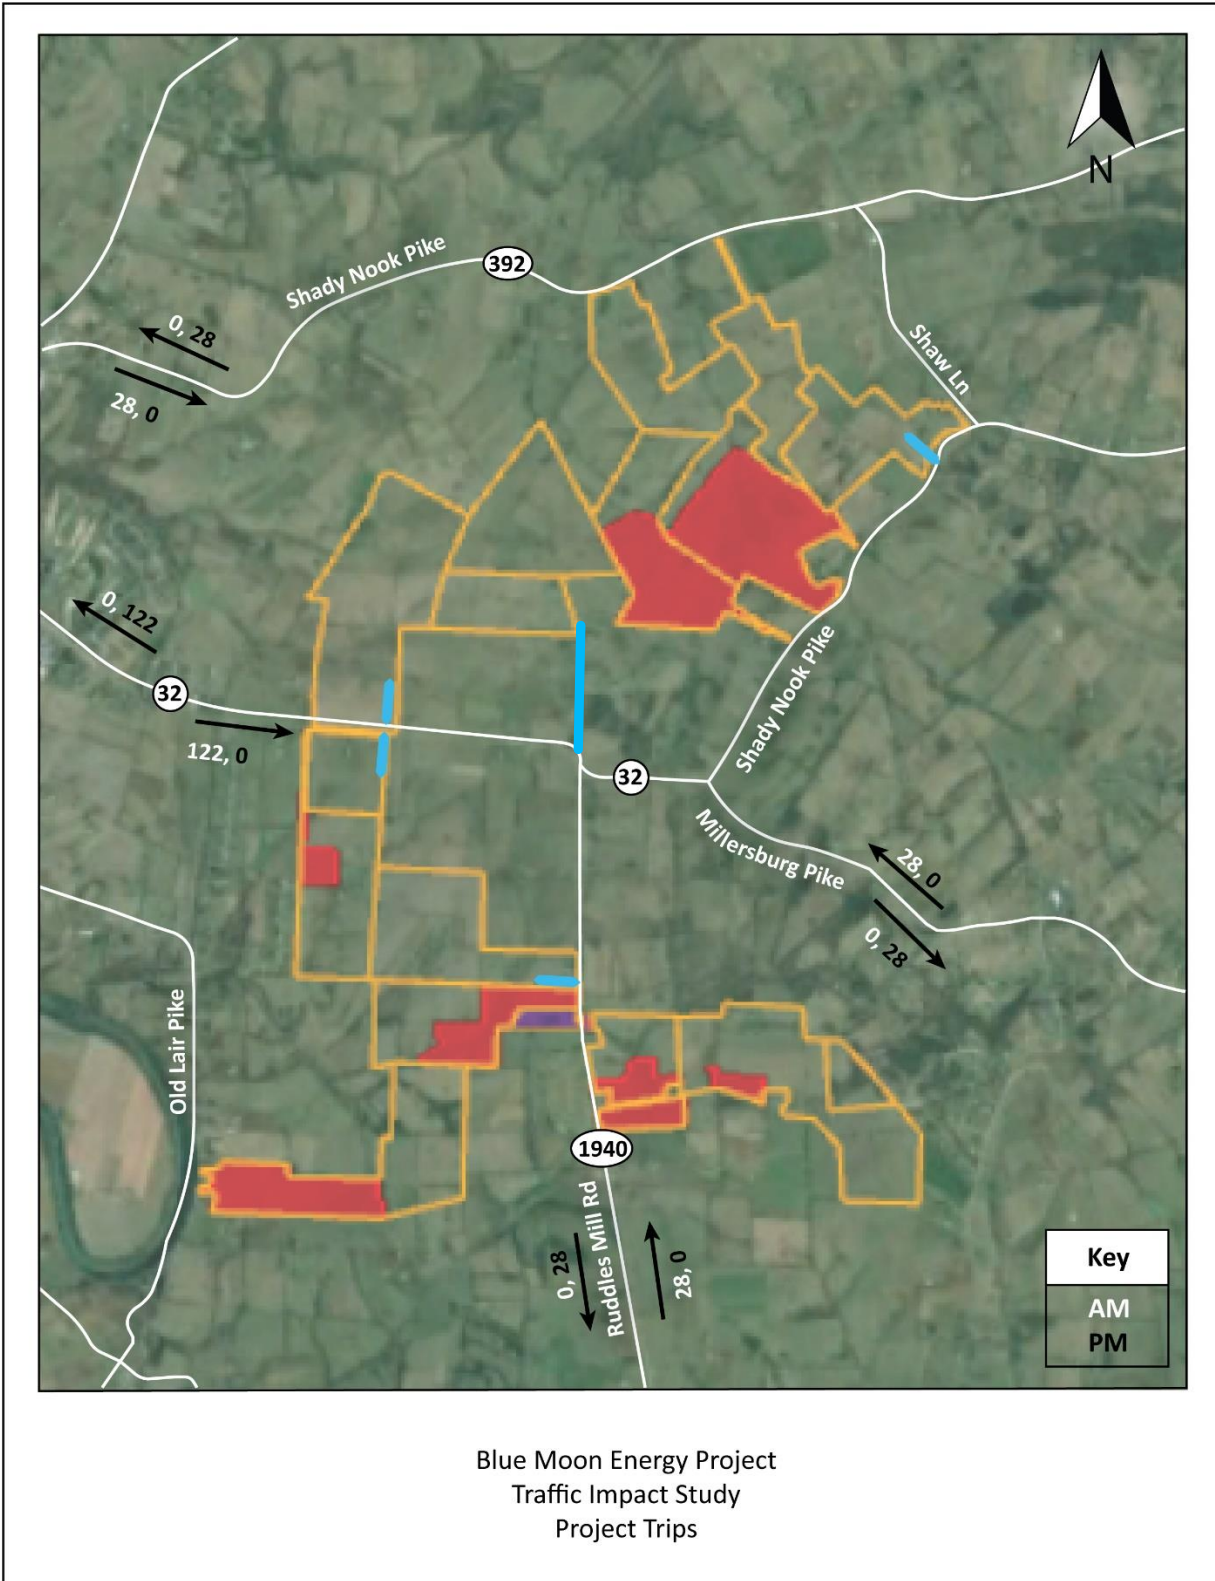 N
392
Shady Nook Pike
0, 28
28, 0
Shaw Ln
0, 122
32
122, 0
Shady Nook Pike
32
Millersburg Pike
28, 0
0, 28
Old Lair Pike
1940
Ruddles Mill Rd
0, 28
28, 0
Key
AM
PM
Blue Moon Energy Project
Traffic Impact Study
Project Trips